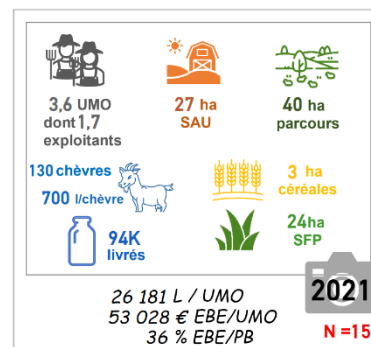 3,6 UMO
dont 1,7
exploitants
27 ha
SAU
40 ha
parcours
130 chèvres
700 l/chèvre
3 ha
céréales
94K
livrés
24ha
SFP
26 181 L / UMO
53 028 € EBE/UMO
36 % EBE/PB
2021
N =15